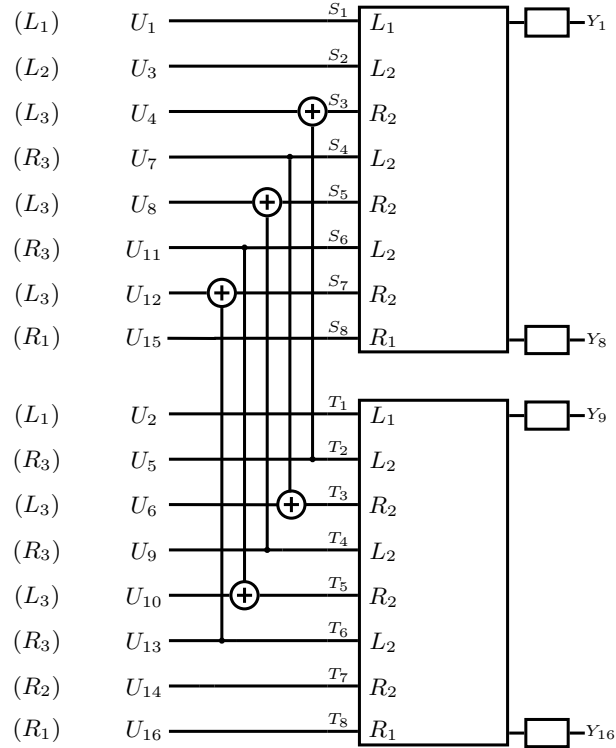 (L₁) U₁ S₁ L₁ Y₁
(L₂) U₃ S₂ L₂
(L₃) U₄ S₃ R₂
(R₃) U₇ S₄ L₂
(L₃) U₈ S₅ R₂
(R₃) U₁₁ S₆ L₂
(L₃) U₁₂ S₇ R₂
(R₁) U₁₅ S₈ R₁ Y₈
(L₁) U₂ T₁ L₁ Y₉
(R₃) U₅ T₂ L₂
(L₃) U₆ T₃ R₂
(R₃) U₉ T₄ L₂
(L₃) U₁₀ T₅ R₂
(R₃) U₁₃ T₆ L₂
(R₂) U₁₄ T₇ R₂
(R₁) U₁₆ T₈ R₁ Y₁₆